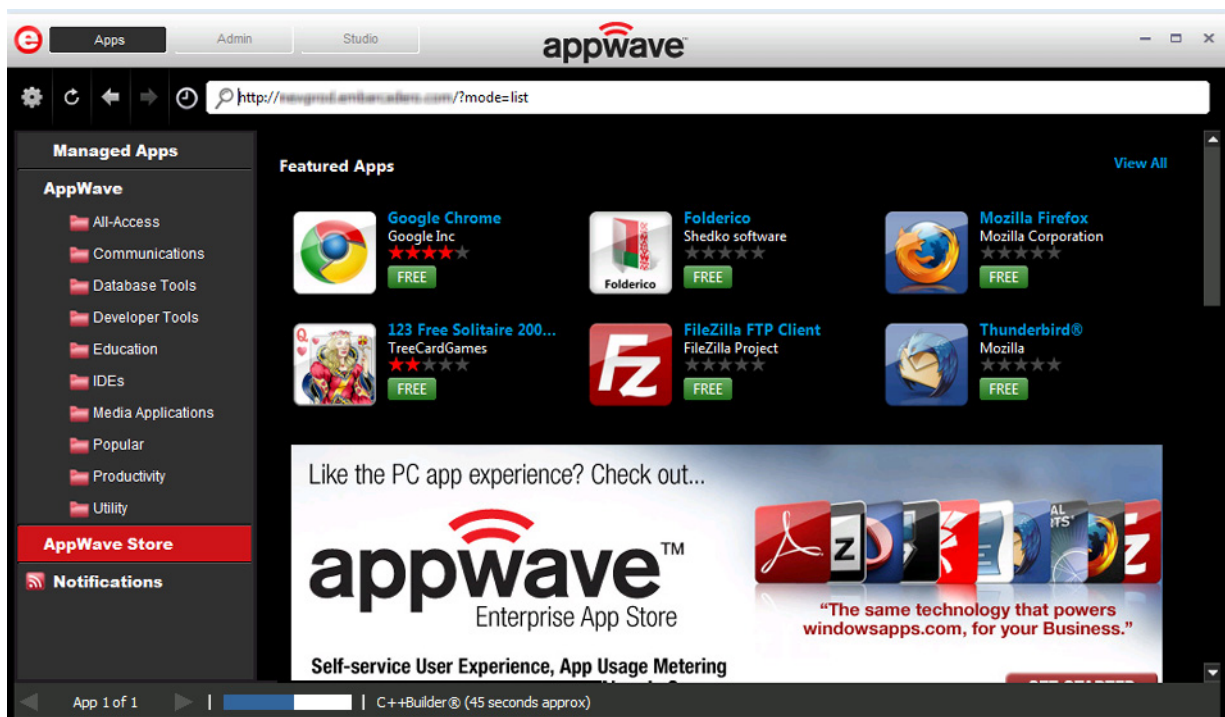 e Apps Admin Studio appwave
http:// /?mode=list
Managed Apps
AppWave
All-Access
Communications
Database Tools
Developer Tools
Education
IDEs
Media Applications
Popular
Productivity
Utility
AppWave Store
Notifications
Featured Apps View All
Google Chrome
Google Inc
FREE
Folderico
Folderico
Shedko software
FREE
Mozilla Firefox
Mozilla Corporation
FREE
Q
123 Free Solitaire 200...
TreeCardGames
FREE
FZ
FileZilla FTP Client
FileZilla Project
FREE
Thunderbird®
Mozilla
FREE
Like the PC app experience? Check out...
appwave™
Enterprise App Store
Self-service User Experience, App Usage Metering
Z
Z
“The same technology that powers
windowsapps.com, for your Business.”
GET STARTED
App 1 of 1 C++Builder® (45 seconds approx)